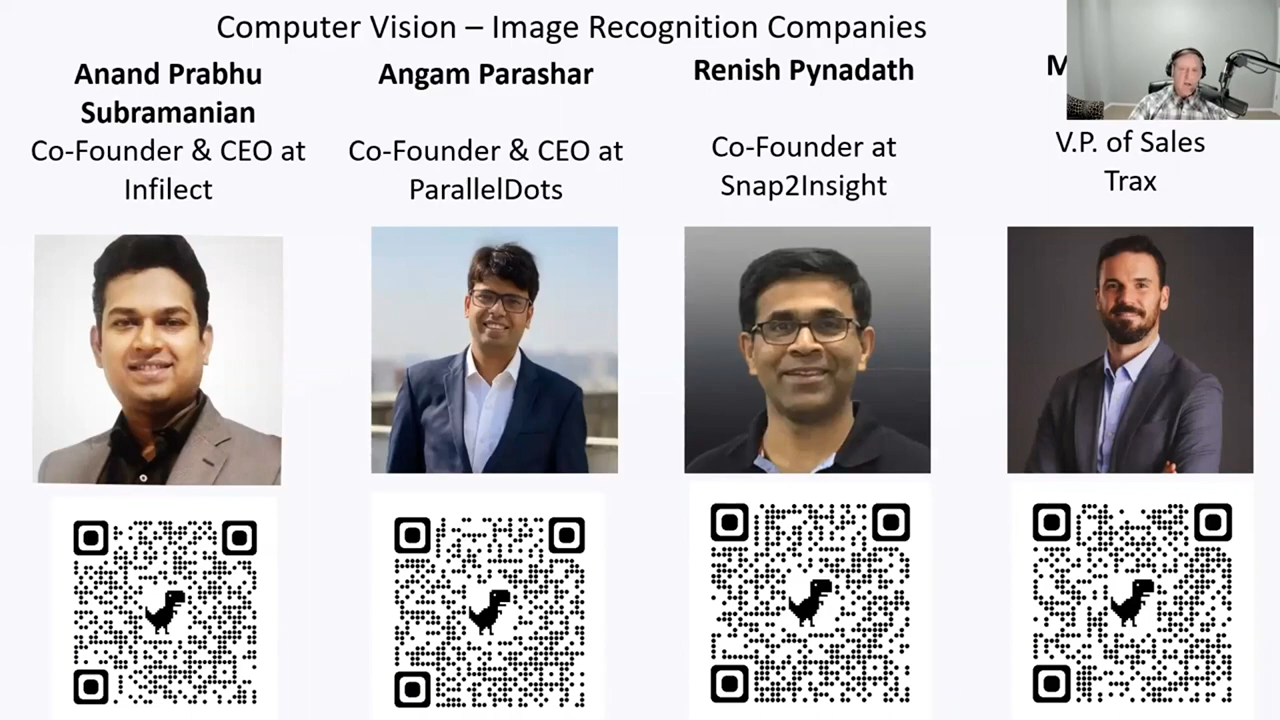 Computer Vision – Image Recognition Companies
Anand Prabhu
Subramanian
Co-Founder & CEO at
Infilect
Angam Parashar
Co-Founder & CEO at
ParallelDots
Renish Pynadath
Co-Founder at
Snap2Insight
V.P. of Sales
Trax